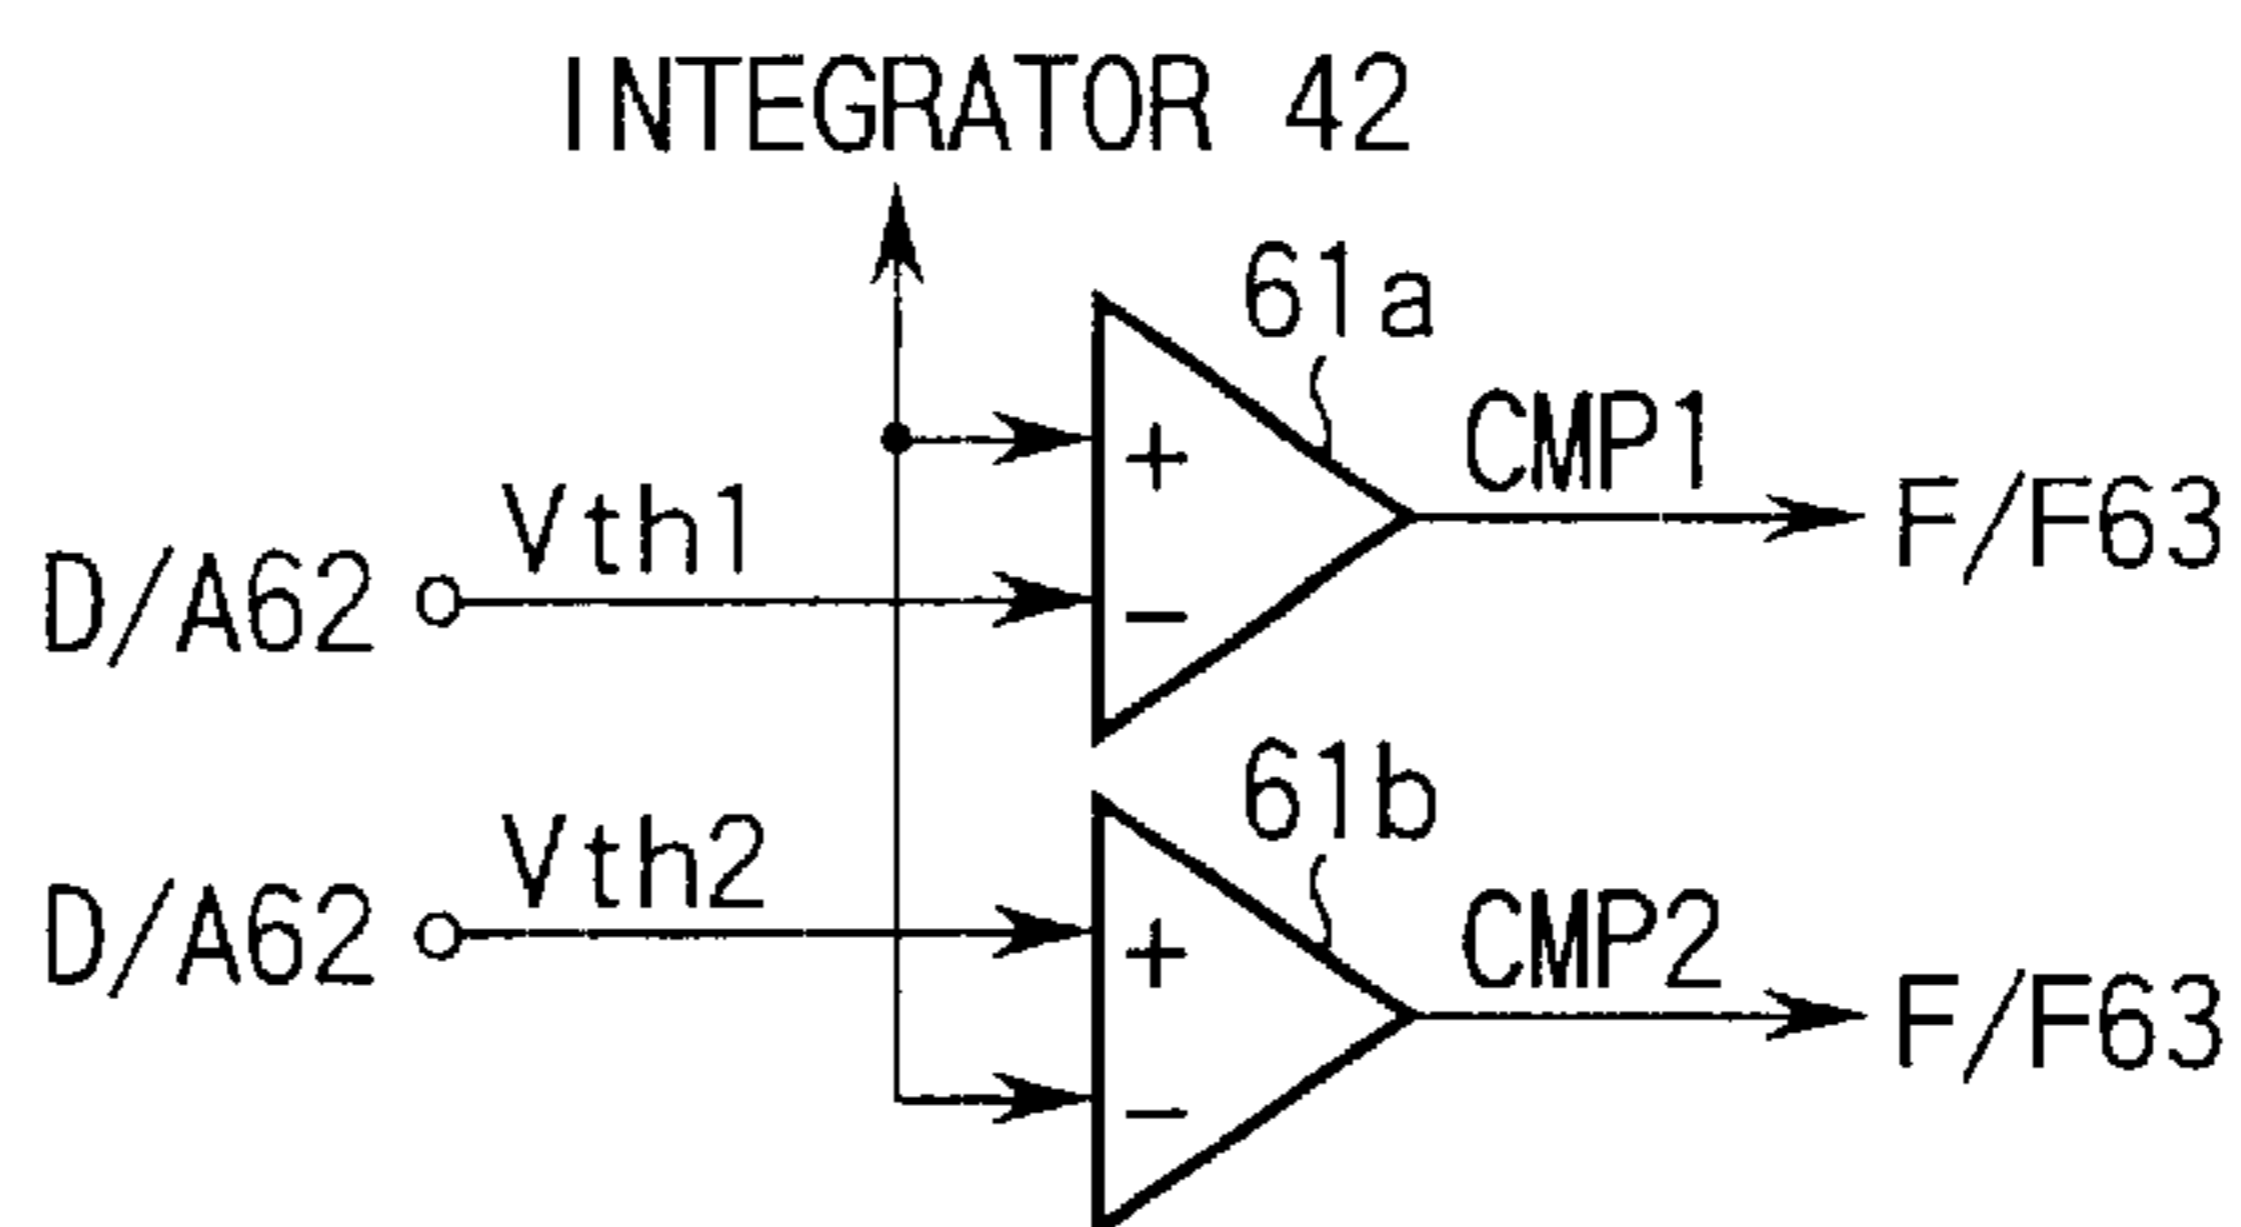 INTEGRATOR 42
61a
CMP1
Vth1
+
F/F63
D/A62
-
61b
Vth2
CMP2
D/A62
+
F/F63
-